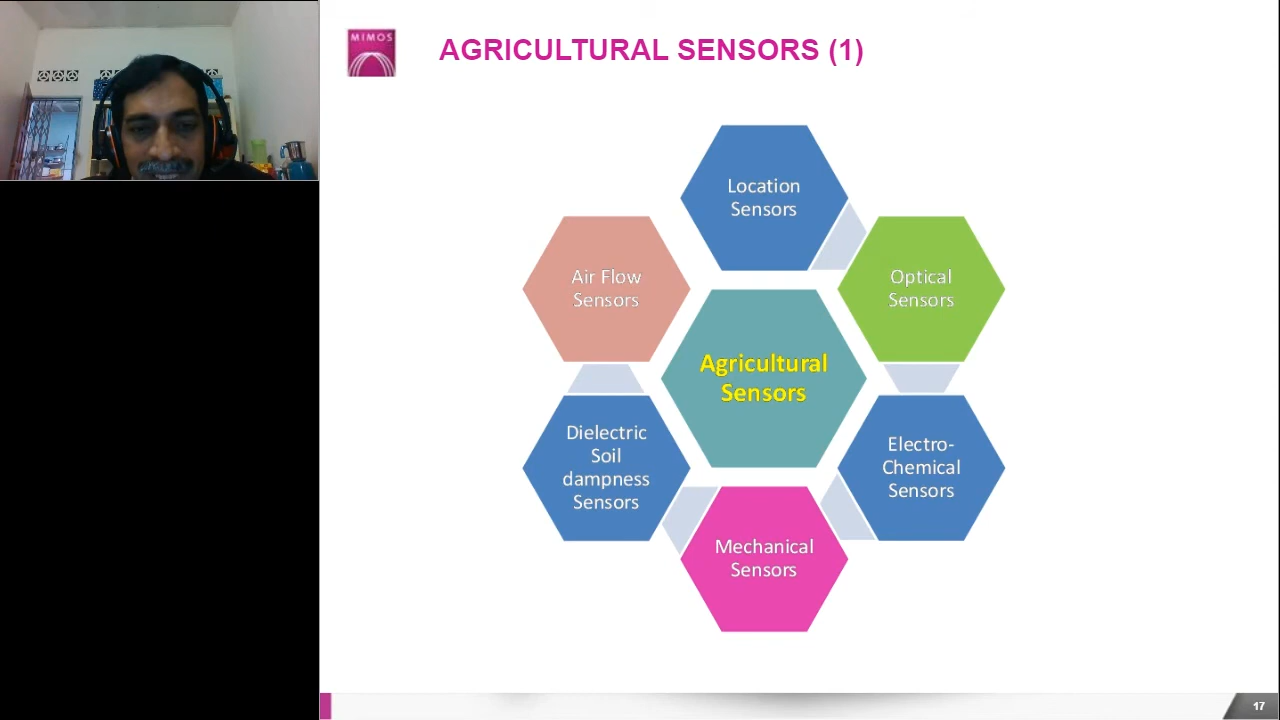 MIMOS
AGRICULTURAL SENSORS (1)
Location
Sensors
Air Flow
Sensors
Optical
Sensors
Agricultural
Sensors
Dielectric
Soil
dampness
Sensors
Electro-
Chemical
Sensors
Mechanical
Sensors
17